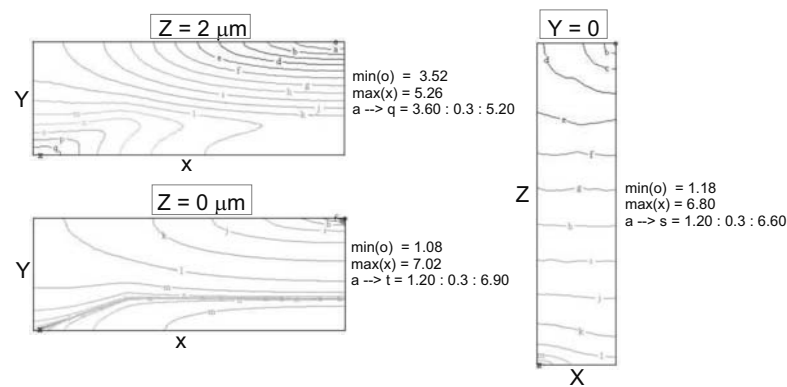 Z = 2 μm
Y
x
min(o) = 3.52
max(x) = 5.26
a --> q = 3.60 : 0.3 : 5.20
Z = 0 μm
Y
x
min(o) = 1.08
max(x) = 7.02
a --> t = 1.20 : 0.3 : 6.90
Y = 0
Z
X
min(o) = 1.18
max(x) = 6.80
a --> s = 1.20 : 0.3 : 6.60